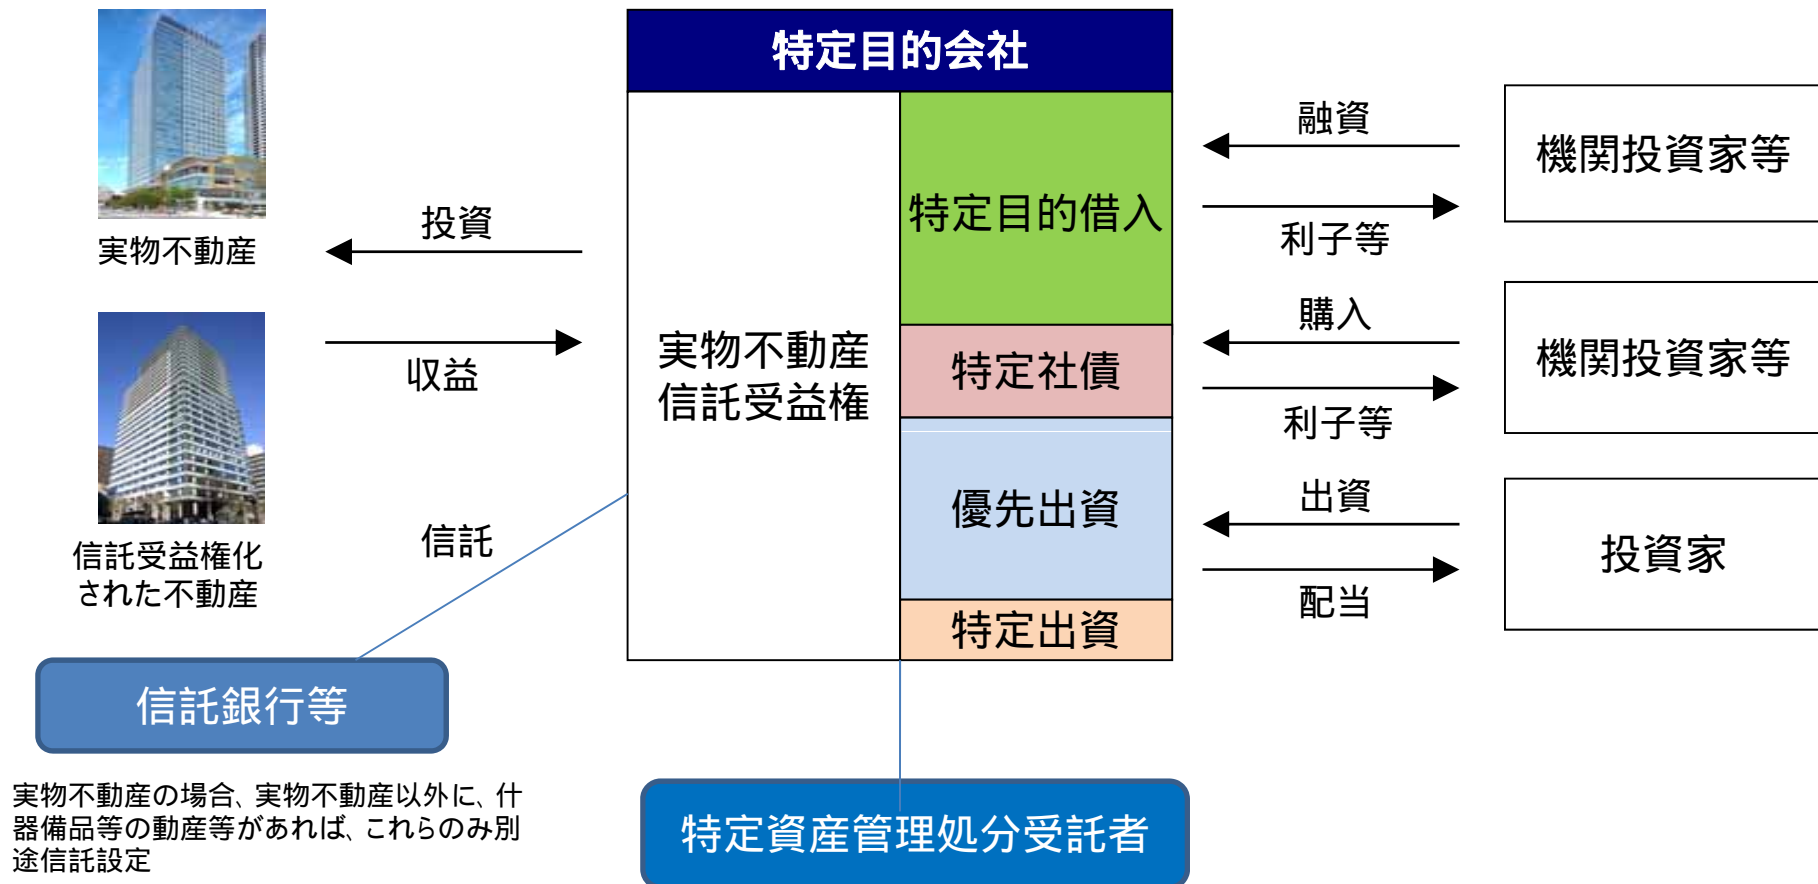 特定目的会社
実物不動産
信託受益権化
された不動産
投資
収益
信託
実物不動産
信託受益権
特定目的借入
特定社債
優先出資
特定出資
融資
利子等
機関投資家等
購入
利子等
機関投資家等
出資
配当
投資家
信託銀行等
実物不動産の場合、実物不動産以外に、什
器備品等の動産等があれば、これらのみ別
途信託設定
特定資産管理処分受託者